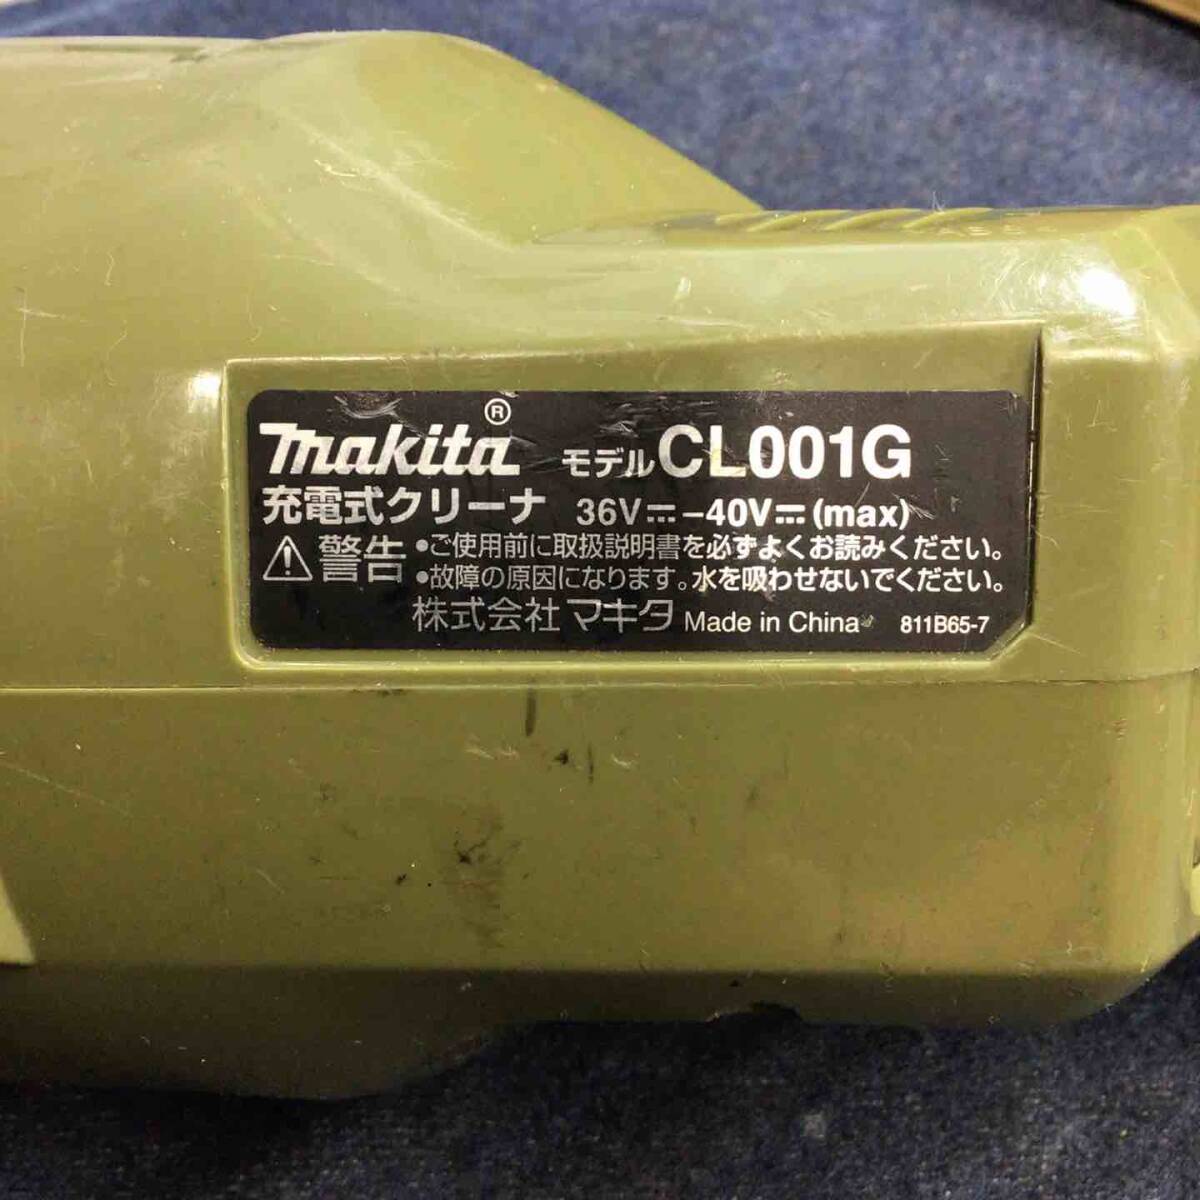 makita® モデルCL001G
充電式クリーナ 36V⎓-40V⎓(max)
⚠警告 •ご使用前に取扱説明書を必ずよくお読みください。
•故障の原因になります。水を吸わせないでください。
株式会社 マキタ Made in China 811B65-7